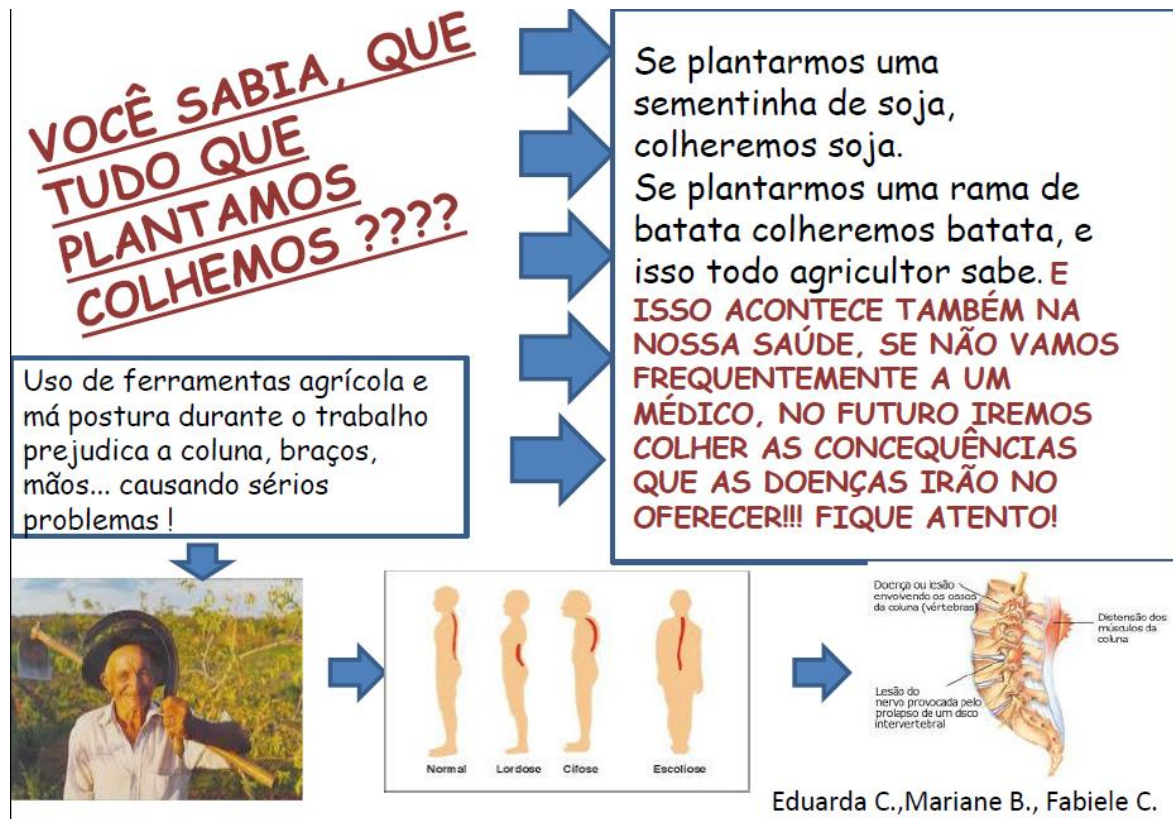 VOCÊ SABIA, QUE
TUDO QUE
PLANTAMOS
COLHEMOS ????
Se plantarmos uma
sementinha de soja,
colheremos soja.
Se plantarmos uma rama de
batata colheremos batata, e
isso todo agricultor sabe. E
ISSO ACONTECE TAMBÉM NA
NOSSA SAÚDE, SE NÃO VAMOS
FREQUENTEMENTE A UM
MÉDICO, NO FUTURO IREMOS
COLHER AS CONCEQUÊNCIAS
QUE AS DOENÇAS IRÃO NO
OFERECER!!! FIQUE ATENTO!
Uso de ferramentas agrícola e
má postura durante o trabalho
prejudica a coluna, braços,
mãos... causando sérios
problemas !
Normal Lordose Cifose Escoliose
Doença ou lesão
envolvendo os ossos
da coluna (vértebras)
Distensão dos
músculos da
coluna
Lesão do
nervo provocada pelo
prolapso de um disco
intervertebral
Eduarda C.,Mariane B., Fabiele C.